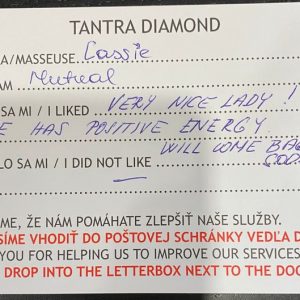 TANTRA DIAMOND
A/MASSEUSE Cassie
AM Mutual
SA MI / I LIKED VERY NICE LADY !
E HAS POSITIVE ENERGY.
WILL COME BAC
LO SA MI / I DID NOT LIKE
—
ME, ŽE NÁM POMÁHATE ZLEPŠIŤ NAŠE SLUŽBY.
SÍME VHODIŤ DO POŠTOVEJ SCHRÁNKY VEDĽA D
YOU FOR HELPING US TO IMPROVE OUR SERVICES
DROP INTO THE LETTERBOX NEXT TO THE DOO